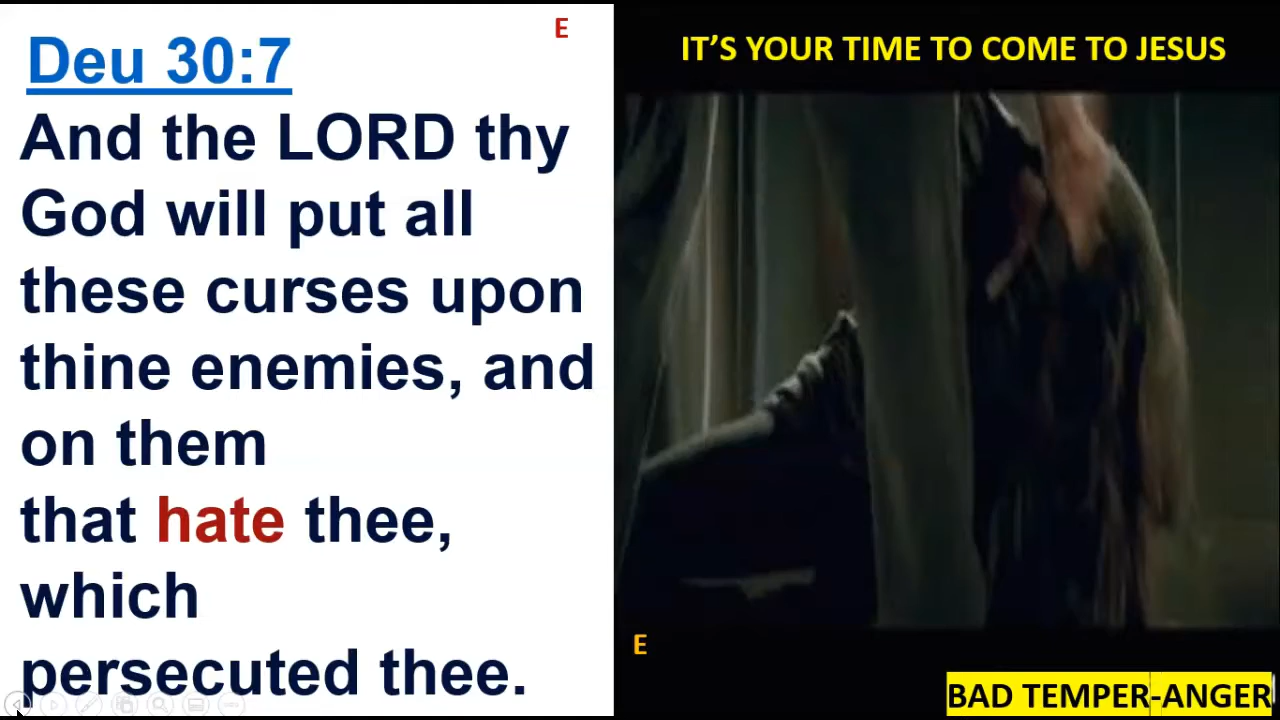 E
Deu 30:7
And the LORD thy
God will put all
these curses upon
thine enemies, and
on them
that hate thee,
which
persecuted thee.
IT’S YOUR TIME TO COME TO JESUS
E
BAD TEMPER-ANGER